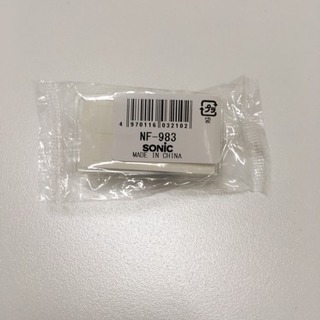 4 970116 032102
NF-983
SONiC
MADE IN CHINA
プラ